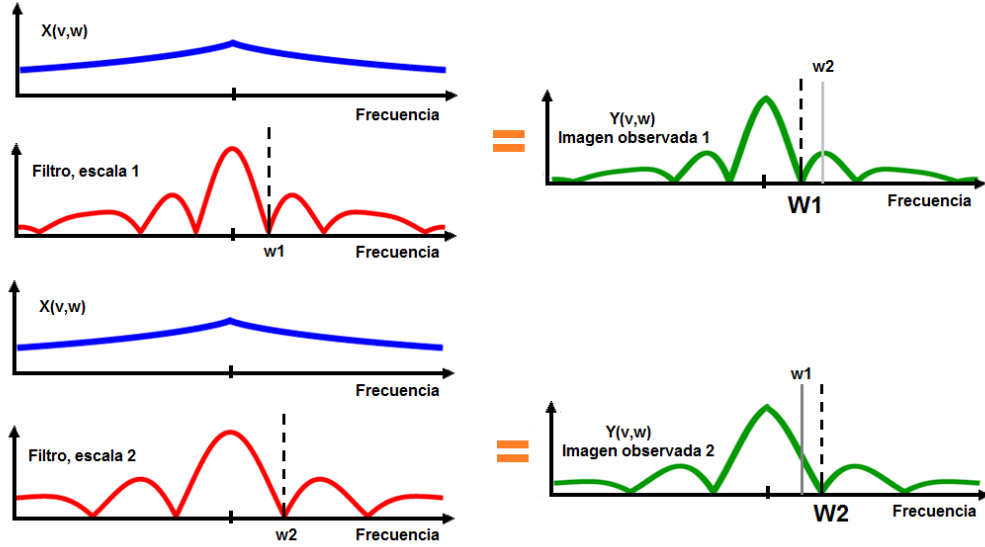 X(v,w)
Frecuencia
Filtro, escala 1
w1
Frecuencia
w2
Y(v,w)
Imagen observada 1
W1
Frecuencia
X(v,w)
Frecuencia
Filtro, escala 2
w2
Frecuencia
w1
Y(v,w)
Imagen observada 2
W2
Frecuencia